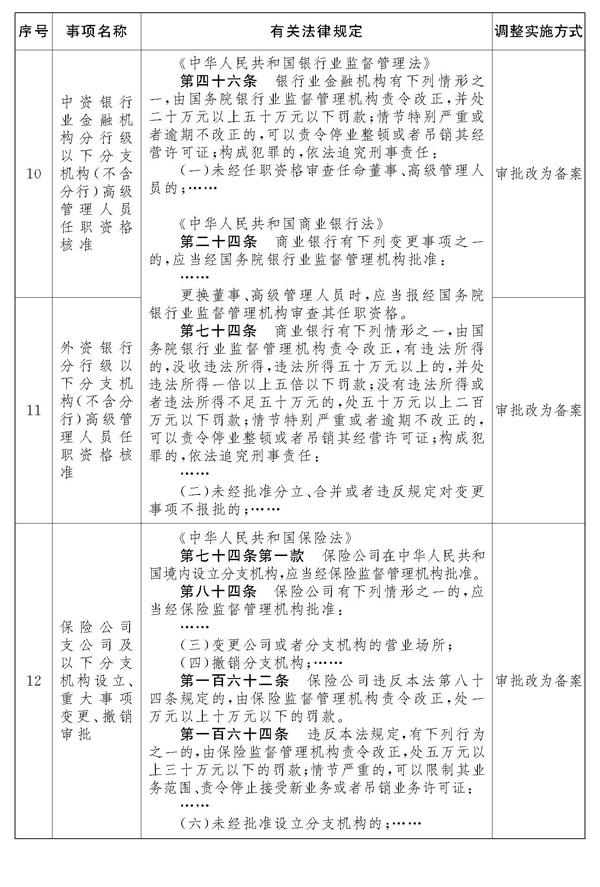 序号 事项名称 有关法律规定 调整实施方式
10
中资银行
业金融机
构分行级
以下分支
机构(不含
分行)高级
管理人员
任职资格
核准
《中华人民共和国银行业监督管理法》
第四十六条 银行业金融机构有下列情形之
一,由国务院银行业监督管理机构责令改正,并处
二十万元以上五十万元以下罚款;情节特别严重或
者逾期不改正的,可以责令停业整顿或者吊销其经
营许可证;构成犯罪的,依法追究刑事责任:
(一)未经任职资格审查任命董事、高级管理人
员的;……
《中华人民共和国商业银行法》
第二十四条 商业银行有下列变更事项之一
的,应当经国务院银行业监督管理机构批准:
……
更换董事、高级管理人员时,应当报经国务院
银行业监督管理机构审查其任职资格。
第七十四条 商业银行有下列情形之一,由国
务院银行业监督管理机构责令改正,有违法所得
的,没收违法所得,违法所得五十万元以上的,并处
违法所得一倍以上五倍以下罚款;没有违法所得或
者违法所得不足五十万元的,处五十万元以上二百
万元以下罚款;情节特别严重或者逾期不改正的,
可以责令停业整顿或者吊销其经营许可证;构成犯
罪的,依法追究刑事责任:
……
(二)未经批准分立、合并或者违反规定对变更
事项不报批的;……
审批改为备案
11
外资银行
分行级以
下分支机
构(不含分
行)高级管
理人员任
职资格核
准
审批改为备案
12
保险公司
支公司及
以下分支
机构设立、
重大事项
变更、撤销
审批
《中华人民共和国保险法》
第七十四条第一款 保险公司在中华人民共和
国境内设立分支机构,应当经保险监督管理机构批准。
第八十四条 保险公司有下列情形之一的,应
当经保险监督管理机构批准:
……
(三)变更公司或者分支机构的营业场所;
(四)撤销分支机构;……
第一百六十二条 保险公司违反本法第八十
四条规定的,由保险监督管理机构责令改正,处一
万元以上十万元以下的罚款。
第一百六十四条 违反本法规定,有下列行为
之一的,由保险监督管理机构责令改正,处五万元以
上三十万元以下的罚款;情节严重的,可以限制其业
务范围、责令停止接受新业务或者吊销业务许可证:
……
(六)未经批准设立分支机构的;……
审批改为备案